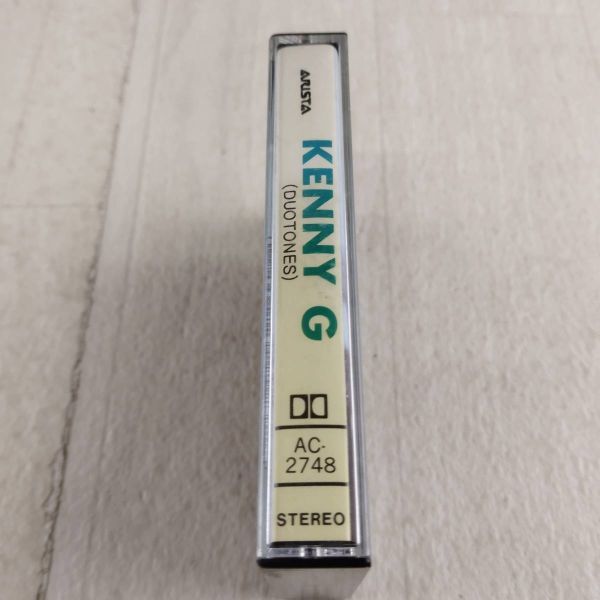 ARISTA
KENNY G
(DUOTONES)
AC-
2748
STEREO